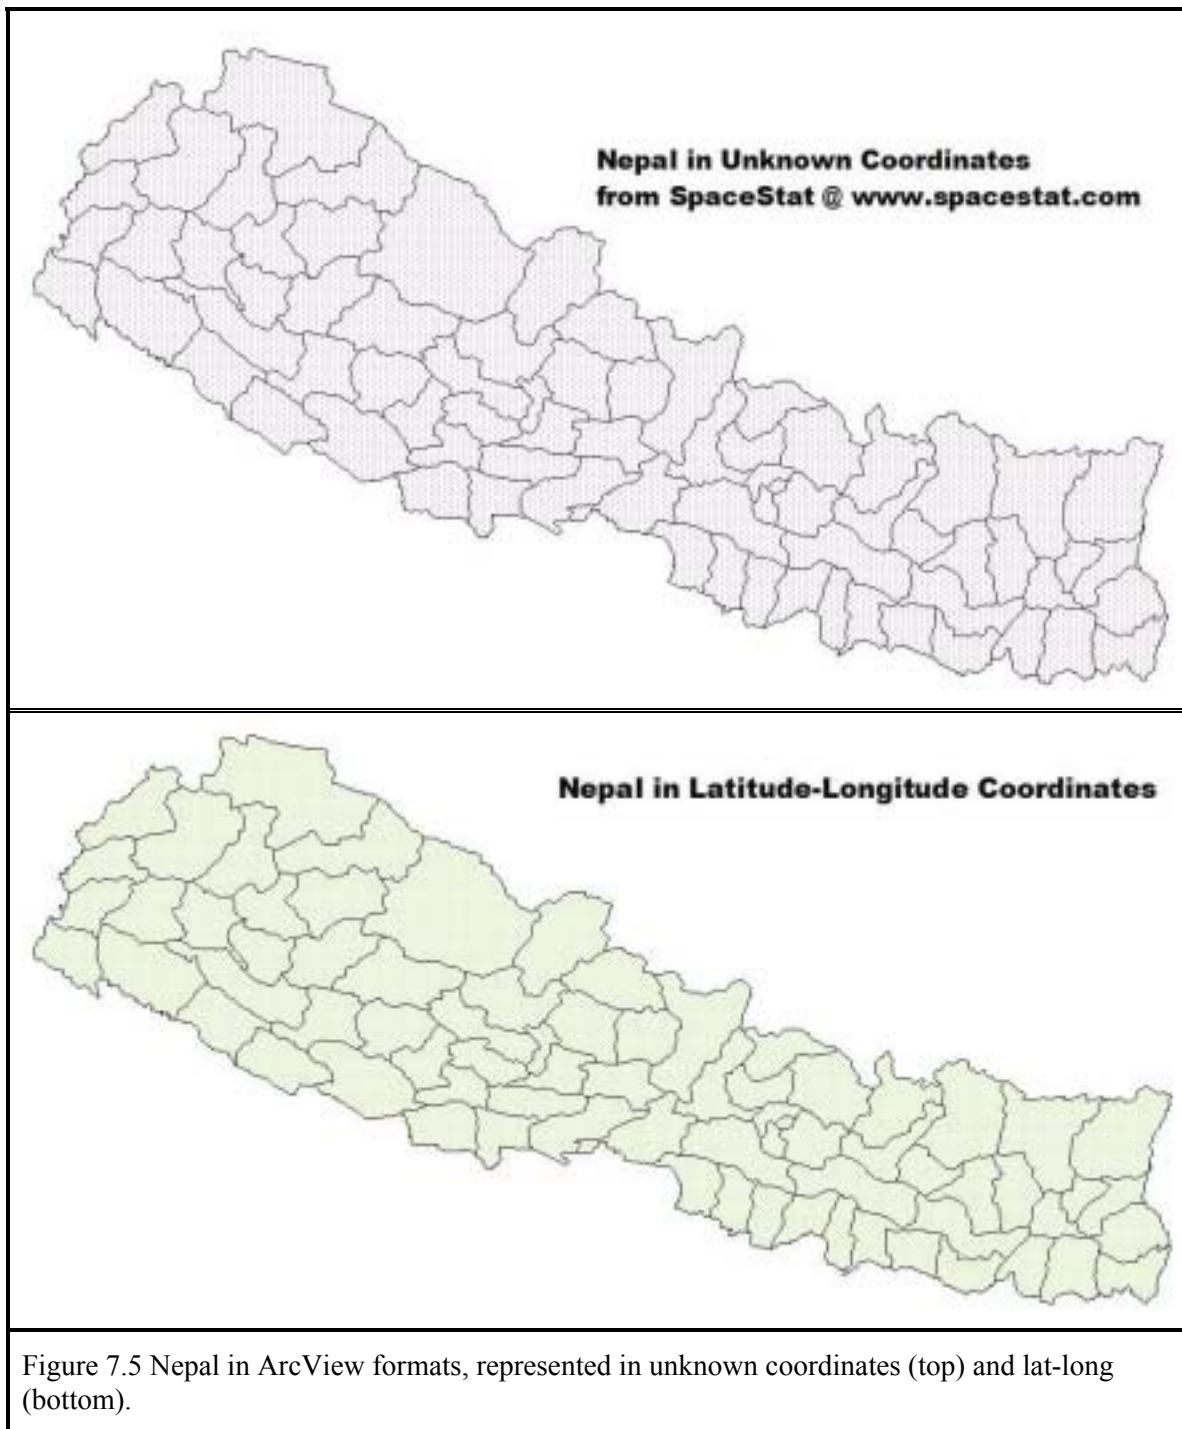 Nepal in Unknown Coordinates
from SpaceStat @ www.spacestat.com
Nepal in Latitude-Longitude Coordinates
Figure 7.5 Nepal in ArcView formats, represented in unknown coordinates (top) and lat-long
(bottom).